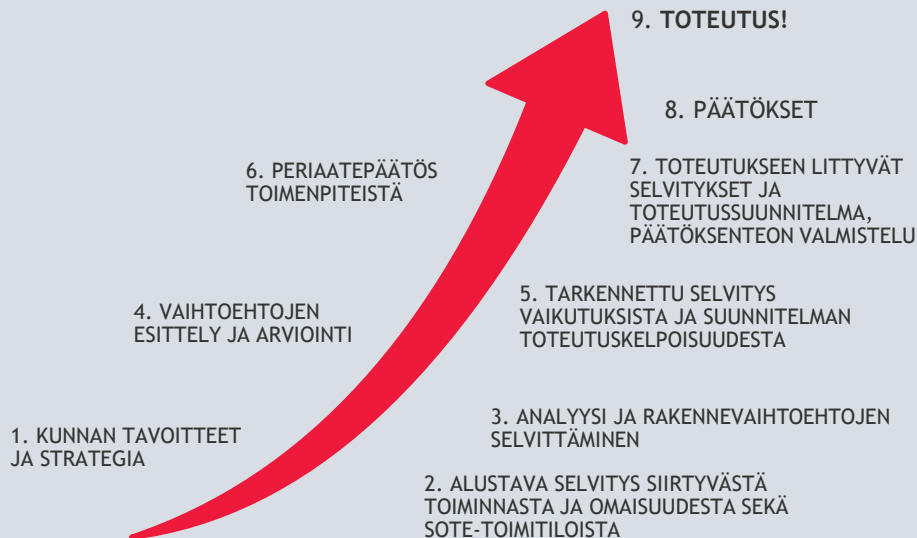 9. TOTEUTUS!
8. PÄÄTÖKSET
6. PERIAATEPÄÄTÖS
TOIMENPITEISTÄ
7. TOTEUTUKSEEN LITTYVÄT
SELVITYKSET JA
TOTEUTUSSUUNNITELMA,
PÄÄTÖKSENTEON VALMISTELU
4. VAIHTOEHTOJEN
ESITTELY JA ARVIOINTI
5. TARKENNETTU SELVITYS
VAIKUTUKSISTA JA SUUNNITELMAN
TOTEUTUSKELPOISUUDESTA
1. KUNNAN TAVOITTEET
JA STRATEGIA
3. ANALYYSI JA RAKENNEVAIHTOEHTOJEN
SELVITTÄMINEN
2. ALUSTAVA SELVITYS SIIRTYVÄSTÄ
TOIMINNASTA JA OMAISUUDESTA SEKÄ
SOTE-TOIMITILOISTA